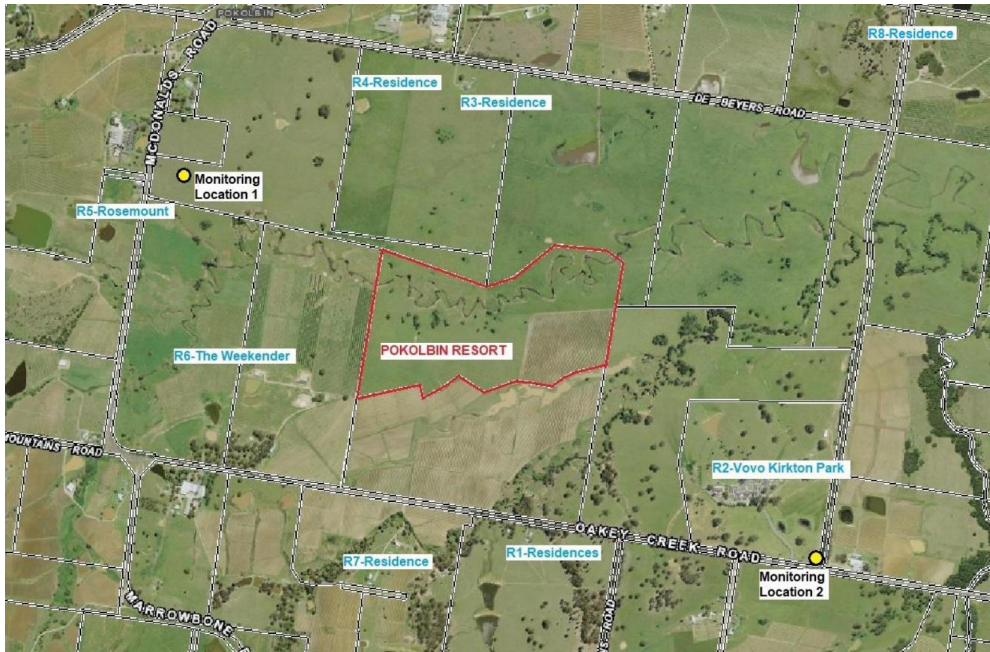 POKOLBIN
R8-Residence
MCDONALDS ROAD
R4-Residence
R3-Residence
DE BEYERS ROAD
Monitoring
Location 1
R5-Rosemount
POKOLBIN RESORT
R6-The Weekender
MOUNTAINS ROAD
R2-Vovo Kirkton Park
OAKEY CREEK ROAD
R1-Residences
R7-Residence
Monitoring
Location 2
MARROWBONE
ROAD